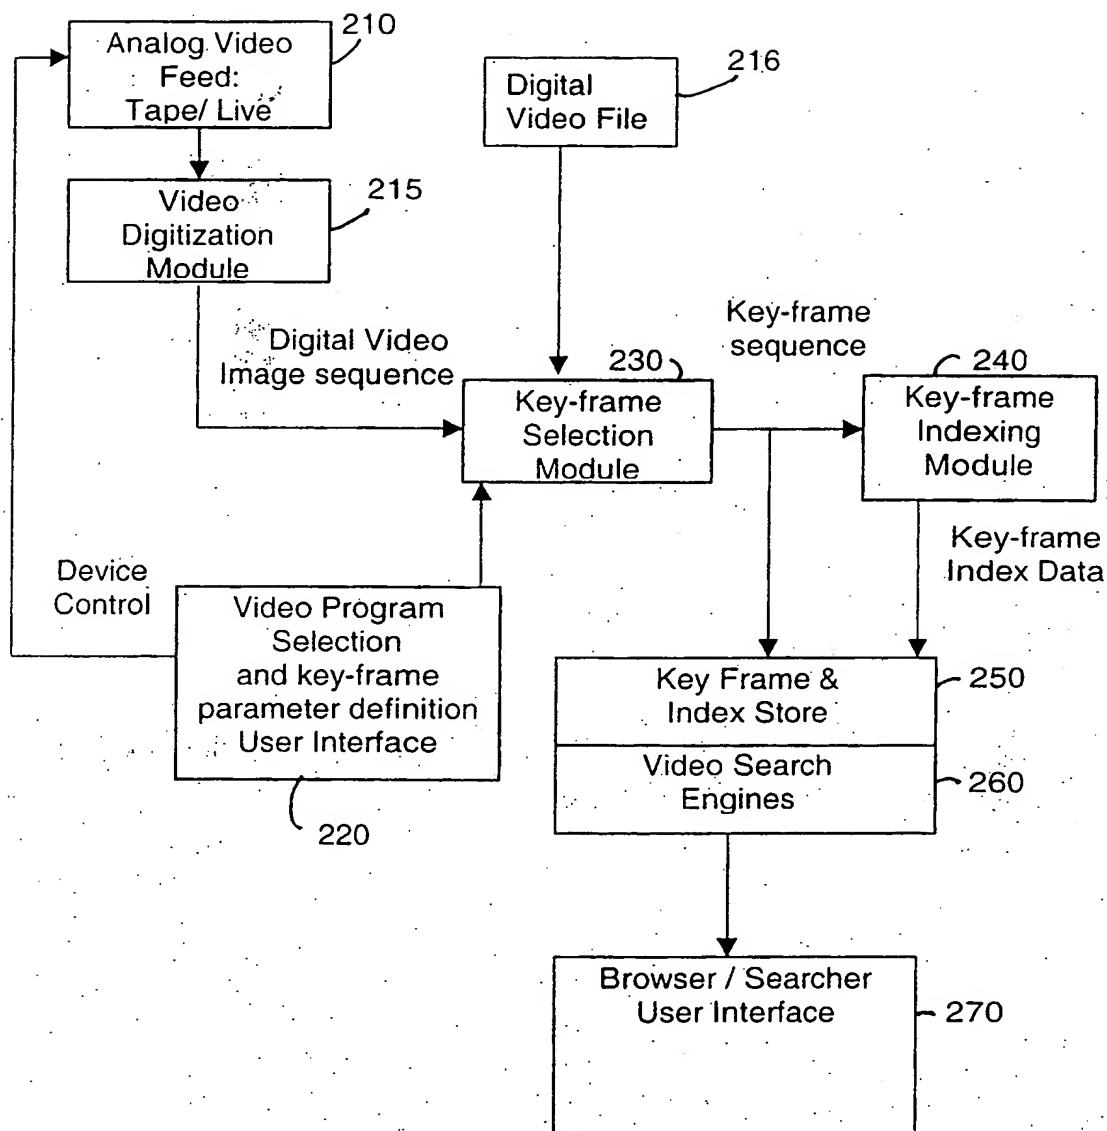 210
Analog Video
Feed:
Tape/ Live
216
Digital
Video File
215
Video
Digitization
Module
Digital Video
Image sequence
Key-frame
sequence
230
Key-frame
Selection
Module
240
Key-frame
Indexing
Module
Key-frame
Index Data
Device
Control
Video Program
Selection
and key-frame
parameter definition
User Interface
220
Key Frame &
Index Store
250
Video Search
Engines
260
Browser / Searcher
User Interface
270